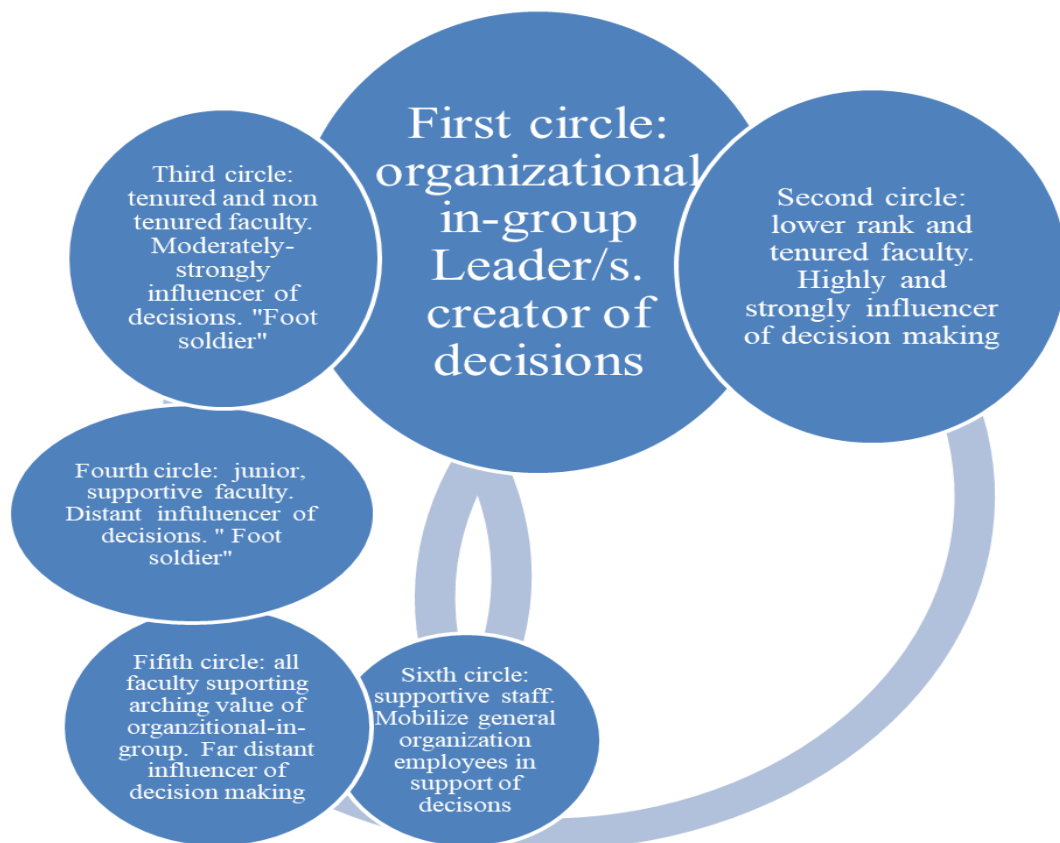 First circle:
organizational
in-group
Leader/s.
creator of
decisions
Second circle:
lower rank and
tenured faculty.
Highly and
strongly influencer
of decision making
Third circle:
tenured and non
tenured faculty.
Moderately-
strongly
influencer of
decisions. "Foot
soldier"
Fourth circle: junior,
supportive faculty.
Distant infuluencer of
decisions. " Foot
soldier"
Fifith circle: all
faculty suporting
arching value of
organzitional-in-
group. Far distant
influencer of
decision making
Sixth circle:
supportive staff.
Mobilize general
organization
employees in
support of
decisons